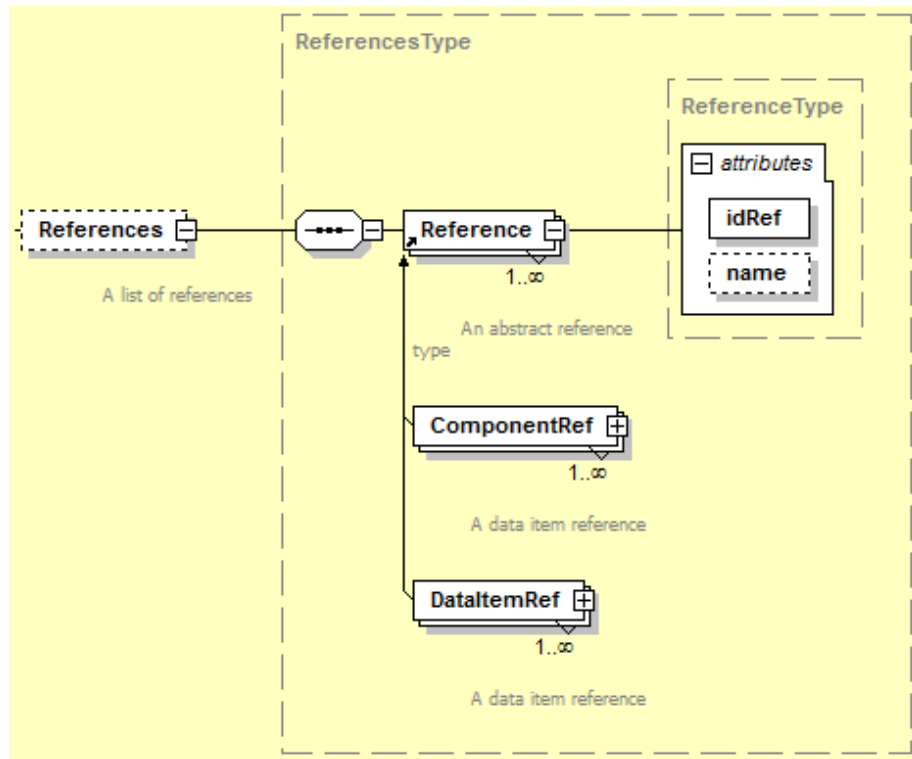 ReferencesType
ReferenceType
attributes
References
Reference
idRef
name
1..∞
A list of references
An abstract reference
type
ComponentRef
1..∞
A data item reference
DataItemRef
1..∞
A data item reference